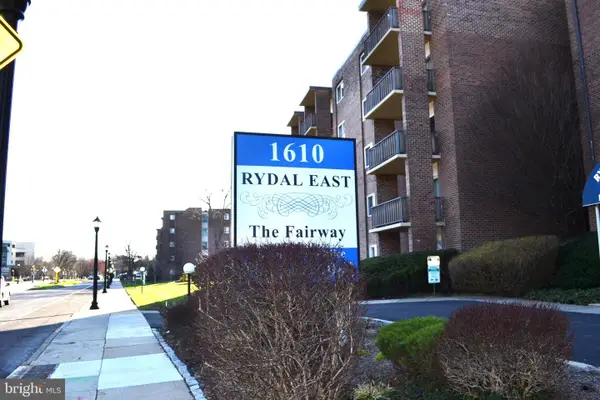 1610
RYDAL EAST
The Fairway
bright MLS